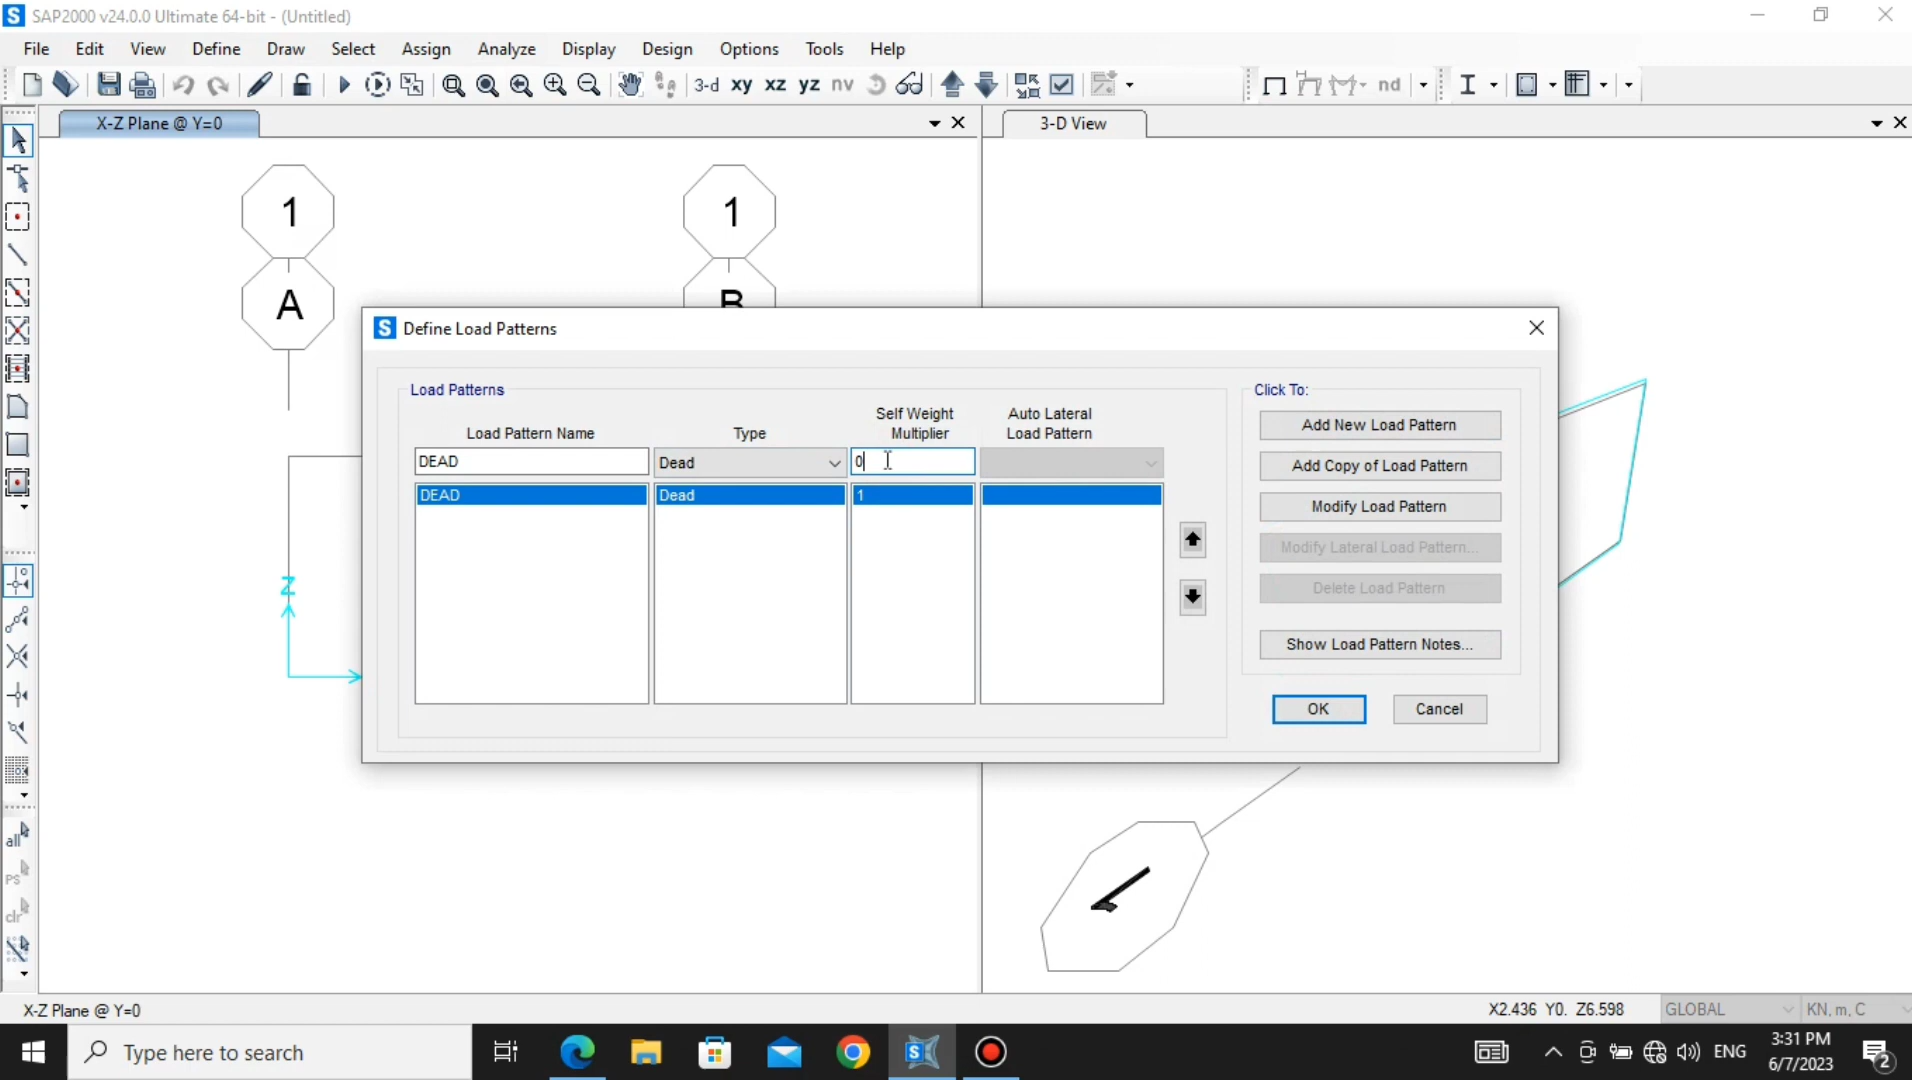 S SAP2000 v24.0.0 Ultimate 64-bit - (Untitled)
File Edit View Define Draw Select Assign Analyze Display Design Options Tools Help
3-d xy xz yz nv nd
X-Z Plane @ Y=0
3-D View
1
1
A
B
S Define Load Patterns
Load Patterns
Click To:
Load Pattern Name
Type
Self Weight
Multiplier
Auto Lateral
Load Pattern
DEAD Dead 0
DEAD Dead 1
Add New Load Pattern
Add Copy of Load Pattern
Modify Load Pattern
Modify Lateral Load Pattern...
Delete Load Pattern
Show Load Pattern Notes...
OK Cancel
Z
1
all
PS
clr
X-Z Plane @ Y=0
X2.436 Y0. Z6.598
GLOBAL
KN, m, C
Type here to search
S
ENG
3:31 PM
6/7/2023
2